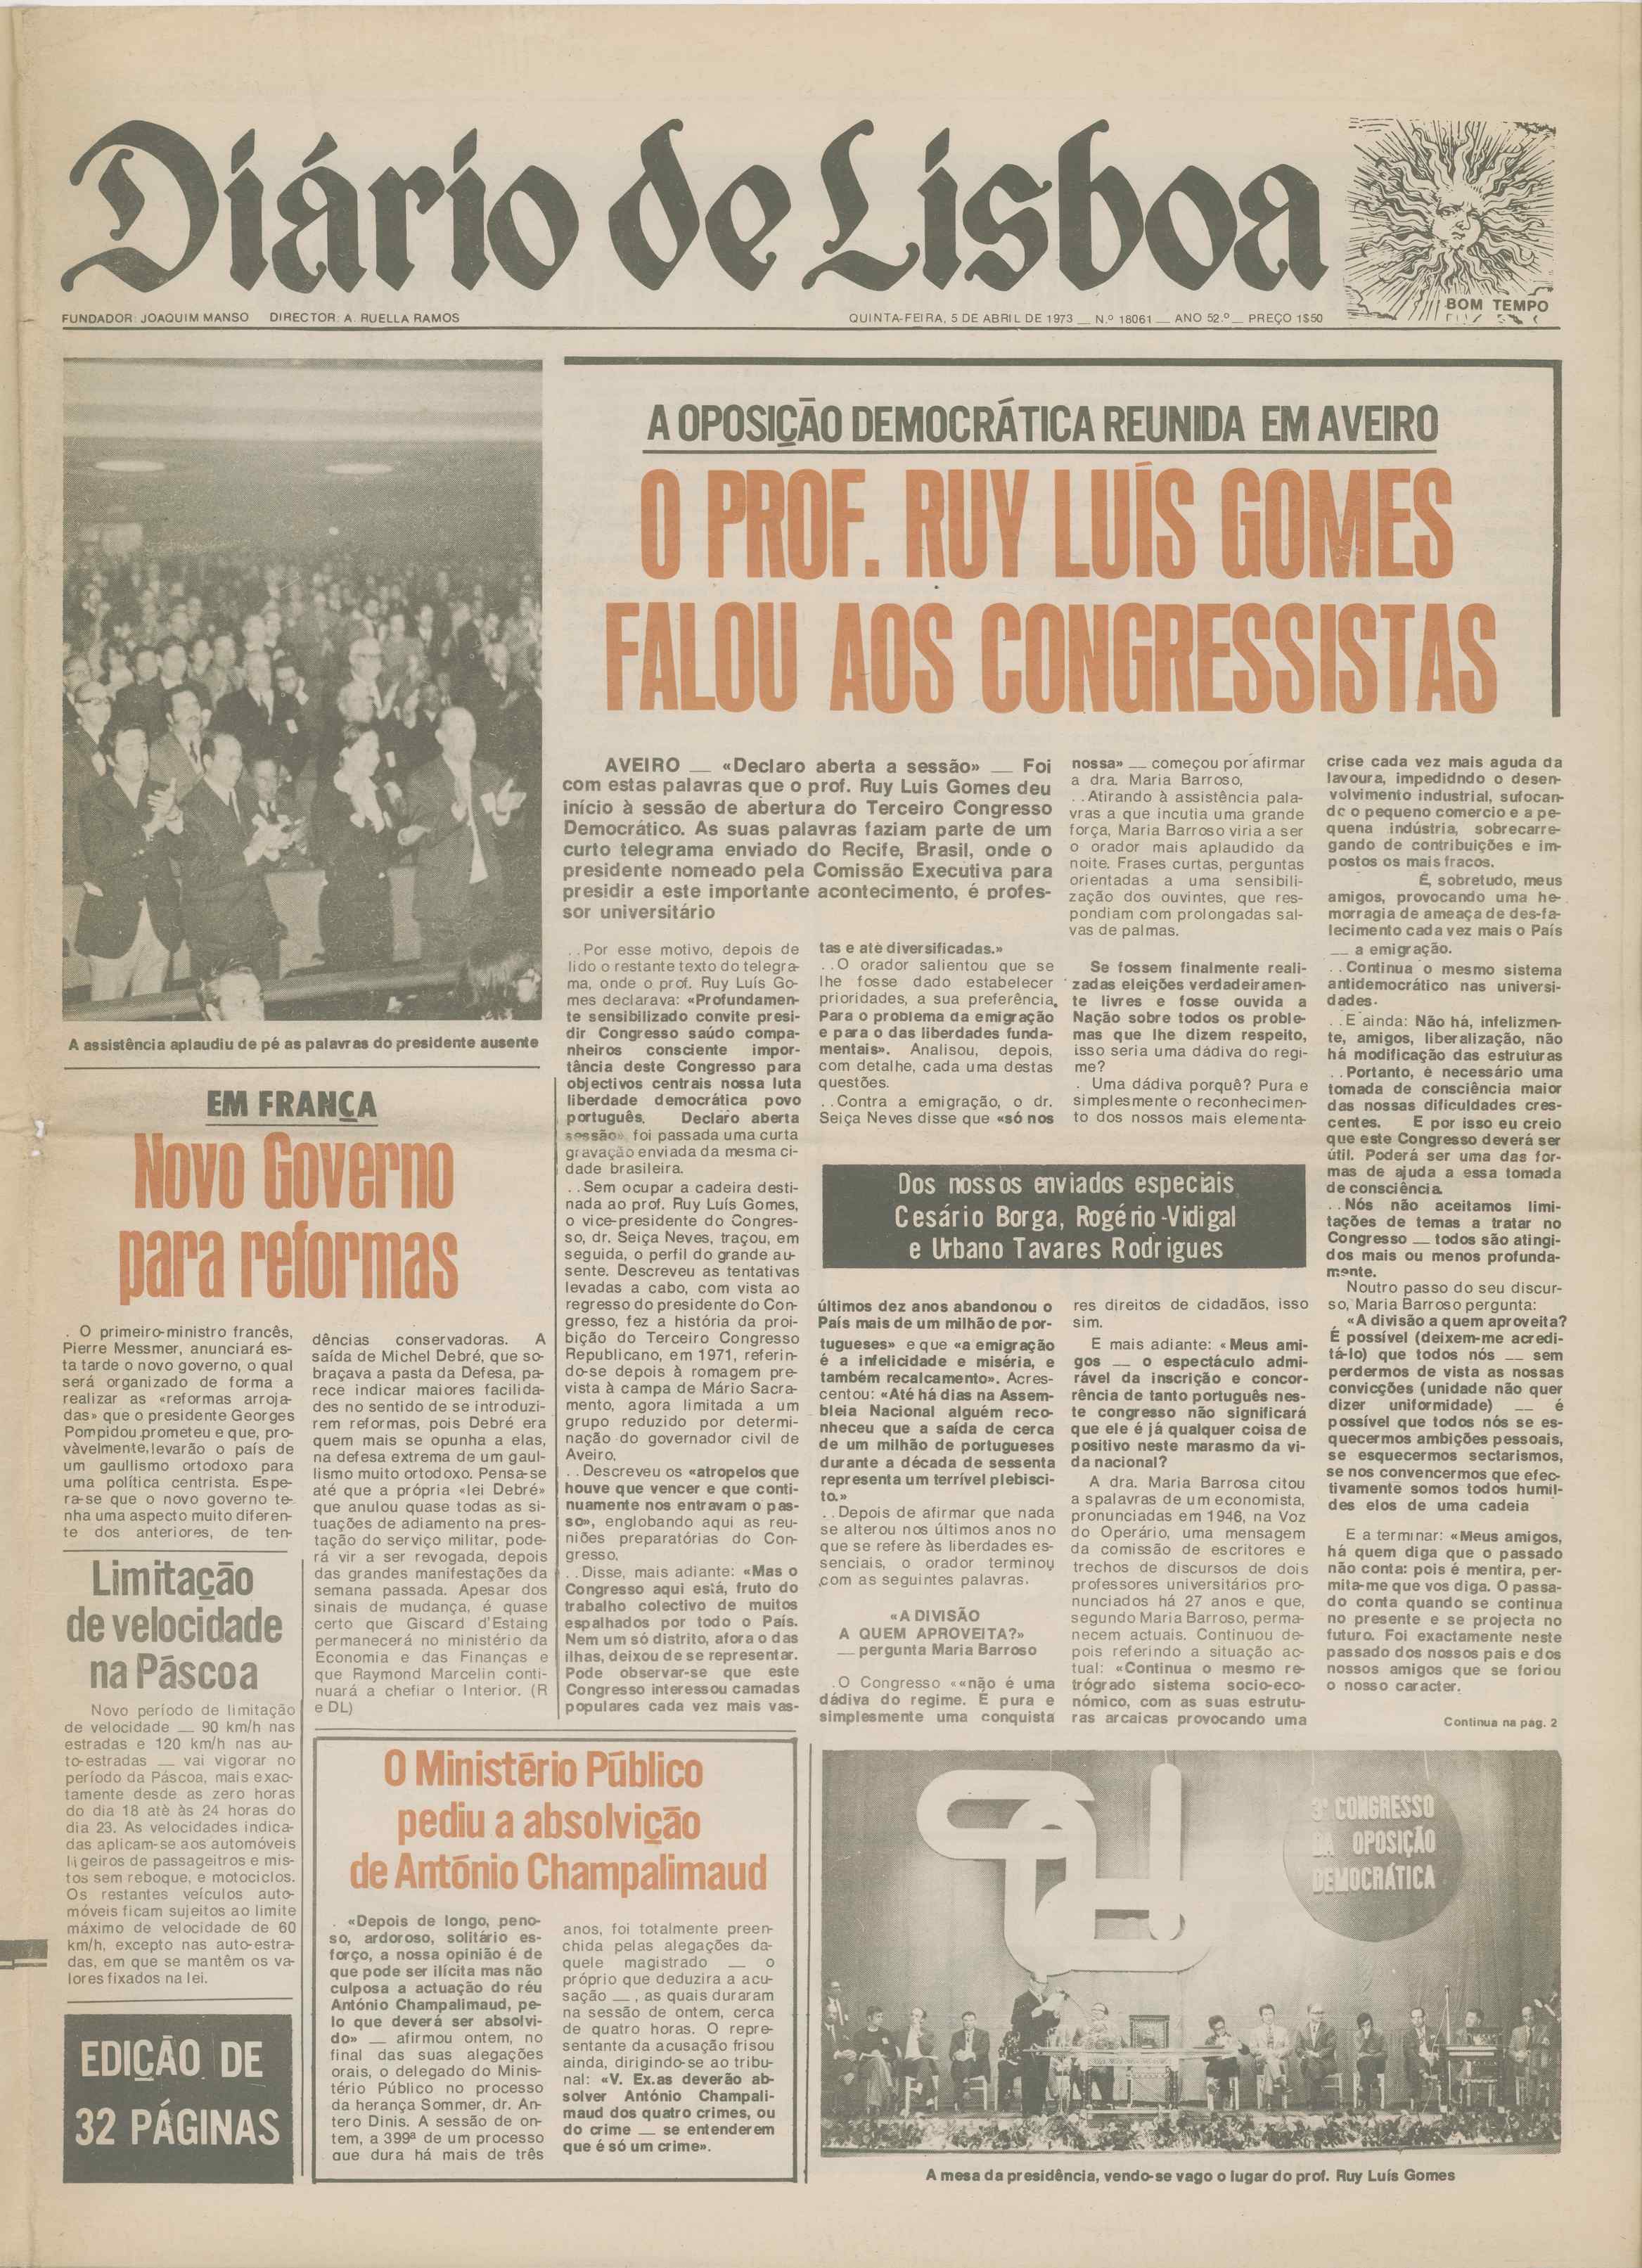 Diário de Lisboa
BOM TEMPO
FUNDADOR: JOAQUIM MANSO DIRECTOR: A. RUELLA RAMOS
QUINTA-FEIRA, 5 DE ABRIL DE 1973 — N.º 18061 — ANO 52.º — PREÇO 1$50
A OPOSIÇÃO DEMOCRÁTICA REUNIDA EM AVEIRO
O PROF. RUY LUÍS GOMES
FALOU AOS CONGRESSISTAS
A assistência aplaudiu de pé as palavras do presidente ausente
AVEIRO — «Declaro aberta a sessão» — Foi
com estas palavras que o prof. Ruy Luis Gomes deu
início à sessão de abertura do Terceiro Congresso
Democrático. As suas palavras faziam parte de um
curto telegrama enviado do Recife, Brasil, onde o
presidente nomeado pela Comissão Executiva para
presidir a este importante acontecimento, é profes-
sor universitário
..Por esse motivo, depois de
lido o restante texto do telegra-
ma, onde o prof. Ruy Luís Go-
mes declarava: «Profundamen-
te sensibilizado convite presi-
dir Congresso saúdo compa-
nheiros consciente impor-
tância deste Congresso para
objectivos centrais nossa luta
liberdade democrática povo
português. Declaro aberta
sessão» foi passada uma curta
gravação enviada da mesma ci-
dade brasileira.
..Sem ocupar a cadeira desti-
nada ao prof. Ruy Luís Gomes,
o vice-presidente do Congres-
so, dr. Seiça Neves, traçou, em
seguida, o perfil do grande au-
sente. Descreveu as tentativas
levadas a cabo, com vista ao
regresso do presidente do Con-
gresso, fez a história da proi-
bição do Terceiro Congresso
Republicano, em 1971, referin-
do-se depois à romagem pre-
vista à campa de Mário Sacra-
mento, agora limitada a um
grupo reduzido por determi-
nação do governador civil de
Aveiro.
..Descreveu os «atropelos que
houve que vencer e que conti-
nuamente nos entravam o pas-
so», englobando aqui as reu-
niões preparatórias do Con-
gresso.
..Disse, mais adiante: «Mas o
Congresso aqui está, fruto do
trabalho colectivo de muitos
espalhados por todo o País.
Nem um só distrito, afora o das
ilhas, deixou de se representar.
Pode observar-se que este
Congresso interessou camadas
populares cada vez mais vas-
tas e atè diversificadas.»
..O orador salientou que se
lhe fosse dado estabelecer
prioridades, a sua preferência,
Para o problema da emigração
e para o das liberdades funda-
mentais». Analisou, depois,
com detalhe, cada uma destas
questões.
..Contra a emigração, o dr.
Seiça Neves disse que «só nos
Dos nossos enviados especiais
Cesário Borga, Rogério -Vidigal
e Urbano Tavares Rodrigues
últimos dez anos abandonou o
País mais de um milhão de por-
tugueses» e que «a emigração
é a infelicidade e miséria, e
também recalcamento». Acres-
centou: «Até há dias na Assem-
bleia Nacional alguém reco-
nheceu que a saída de cerca
de um milhão de portugueses
durante a década de sessenta
representa um terrível plebisci-
to.»
..Depois de afirmar que nada
se alterou nos últimos anos no
que se refere às liberdades es-
senciais, o orador terminou
com as seguintes palavras.
«A DIVISÃO
A QUEM APROVEITA?»
— pergunta Maria Barroso
.O Congresso ««não é uma
dádiva do regime. É pura e
simplesmente uma conquista
nossa» — começou por afirmar
a dra. Maria Barroso,
..Atirando à assistência pala-
vras a que incutia uma grande
força, Maria Barroso viria a ser
o orador mais aplaudido da
noite. Frases curtas, perguntas
orientadas a uma sensibili-
zação dos ouvintes, que res-
pondiam com prolongadas sal-
vas de palmas.
Se fossem finalmente reali-
zadas eleições verdadeiramen-
te livres e fosse ouvida a
Nação sobre todos os proble-
mas que lhe dizem respeito,
isso seria uma dádiva do regi-
me?
. Uma dádiva porquê? Pura e
simplesmente o reconhecimen-
to dos nossos mais elementa-
res direitos de cidadãos, isso
sim.
E mais adiante: «Meus ami-
gos — o espectáculo admi-
rável da inscrição e concor-
rência de tanto português nes-
te congresso não significará
que ele é já qualquer coisa de
positivo neste marasmo da vi-
da nacional?
A dra. Maria Barrosa citou
a spalavras de um economista,
pronunciadas em 1946, na Voz
do Operário, uma mensagem
da comissão de escritores e
trechos de discursos de dois
professores universitários pro-
nunciados há 27 anos e que,
segundo Maria Barroso, perma-
necem actuais. Continuou de-
pois referindo a situação ac-
tual: «Continua o mesmo re-
trógrado sistema socio-eco-
nómico, com as suas estrutu-
ras arcaicas provocando uma
crise cada vez mais aguda da
lavoura, impedidndo o desen-
volvimento industrial, sufocan-
do o pequeno comercio e a pe-
quena indústria, sobrecarre-
gando de contribuições e im-
postos os mais fracos.
É, sobretudo, meus
amigos, provocando uma he-
morragia de ameaça de des-fa-
lecimento cada vez mais o País
— a emigração.
..Continua o mesmo sistema
antidemocrático nas universi-
dades.
..E ainda: Não há, infelizmen-
te, amigos, liberalização, não
há modificação das estruturas
..Portanto, é necessário uma
tomada de consciência maior
das nossas dificuldades cres-
centes. E por isso eu creio
que este Congresso deverá ser
útil. Poderá ser uma das for-
mas de ajuda a essa tomada
de consciência.
..Nós não aceitamos limi-
tações de temas a tratar no
Congresso — todos são atingi-
dos mais ou menos profunda-
mente.
Noutro passo do seu discur-
so, Maria Barroso pergunta:
«A divisão a quem aproveita?
È possível (deixem-me acredi-
tá-lo) que todos nós — sem
perdermos de vista as nossas
convicções (unidade não quer
dizer uniformidade) — é
possível que todos nós se es-
quecermos ambições pessoais,
se esquecermos sectarismos,
se nos convencermos que efec-
tivamente somos todos humil-
des elos de uma cadeia
E a terminar: «Meus amigos,
há quem diga que o passado
não conta: pois é mentira, per-
mita-me que vos diga. O passa-
do conta quando se continua
no presente e se projecta no
futuro. Foi exactamente neste
passado dos nossos pais e dos
nossos amigos que se foriou
o nosso caracter.
Continua na pág. 2
EM FRANÇA
Novo Governo
para reformas
. O primeiro-ministro francês,
Pierre Messmer, anunciará es-
ta tarde o novo governo, o qual
será organizado de forma a
realizar as «reformas arroja-
das» que o presidente Georges
Pompidou prometeu e que, pro-
vàvelmente, levarão o país de
um gaullismo ortodoxo para
uma política centrista. Espe-
ra-se que o novo governo te-
nha uma aspecto muito diferen-
te dos anteriores, de ten-
dências conservadoras. A
saída de Michel Debré, que so-
braçava a pasta da Defesa, pa-
rece indicar maiores facilida-
des no sentido de se introduzi-
rem reformas, pois Debré era
quem mais se opunha a elas,
na defesa extrema de um gaul-
lismo muito ortodoxo. Pensa-se
até que a própria «lei Debré»
que anulou quase todas as si-
tuações de adiamento na pres-
tação do serviço militar, pode-
rá vir a ser revogada, depois
das grandes manifestações da
semana passada. Apesar dos
sinais de mudança, é quase
certo que Giscard d'Estaing
permanecerá no ministério da
Economia e das Finanças e
que Raymond Marcelin conti-
nuará a chefiar o Interior. (R
e DL)
Limitação
de velocidade
na Páscoa
Novo período de limitação
de velocidade — 90 km/h nas
estradas e 120 km/h nas au-
to-estradas — vai vigorar no
período da Páscoa, mais exac-
tamente desde as zero horas
do dia 18 atè às 24 horas do
dia 23. As velocidades indica-
das aplicam-se aos automóveis
ligeiros de passageitros e mis-
tos sem reboque, e motociclos.
Os restantes veículos auto-
móveis ficam sujeitos ao limite
máximo de velocidade de 60
km/h, excepto nas auto-estra-
das, em que se mantêm os va-
lores fixados na lei.
EDIÇÃO DE
32 PÁGINAS
O Ministério Público
pediu a absolvição
de António Champalimaud
. «Depois de longo, peno-
so, ardoroso, solitário es-
forço, a nossa opinião é de
que pode ser ilícita mas não
culposa a actuação do réu
António Champalimaud, pe-
lo que deverá ser absolvi-
do» — afirmou ontem, no
final das suas alegações
orais, o delegado do Minis-
tério Público no processo
da herança Sommer, dr. An-
tero Dinis. A sessão de on-
tem, a 399ª de um processo
que dura há mais de três
anos, foi totalmente preen-
chida pelas alegações da-
quele magistrado — o
próprio que deduzira a acu-
sação —, as quais duraram
na sessão de ontem, cerca
de quatro horas. O repre-
sentante da acusação frisou
ainda, dirigindo-se ao tribu-
nal: «V. Ex.as deverão ab-
solver António Champali-
maud dos quatro crimes, ou
do crime — se entenderem
que é só um crime».
3º CONGRESSO
DA OPOSIÇÃO
DEMOCRÁTICA
A mesa da presidência, vendo-se vago o lugar do prof. Ruy Luís Gomes